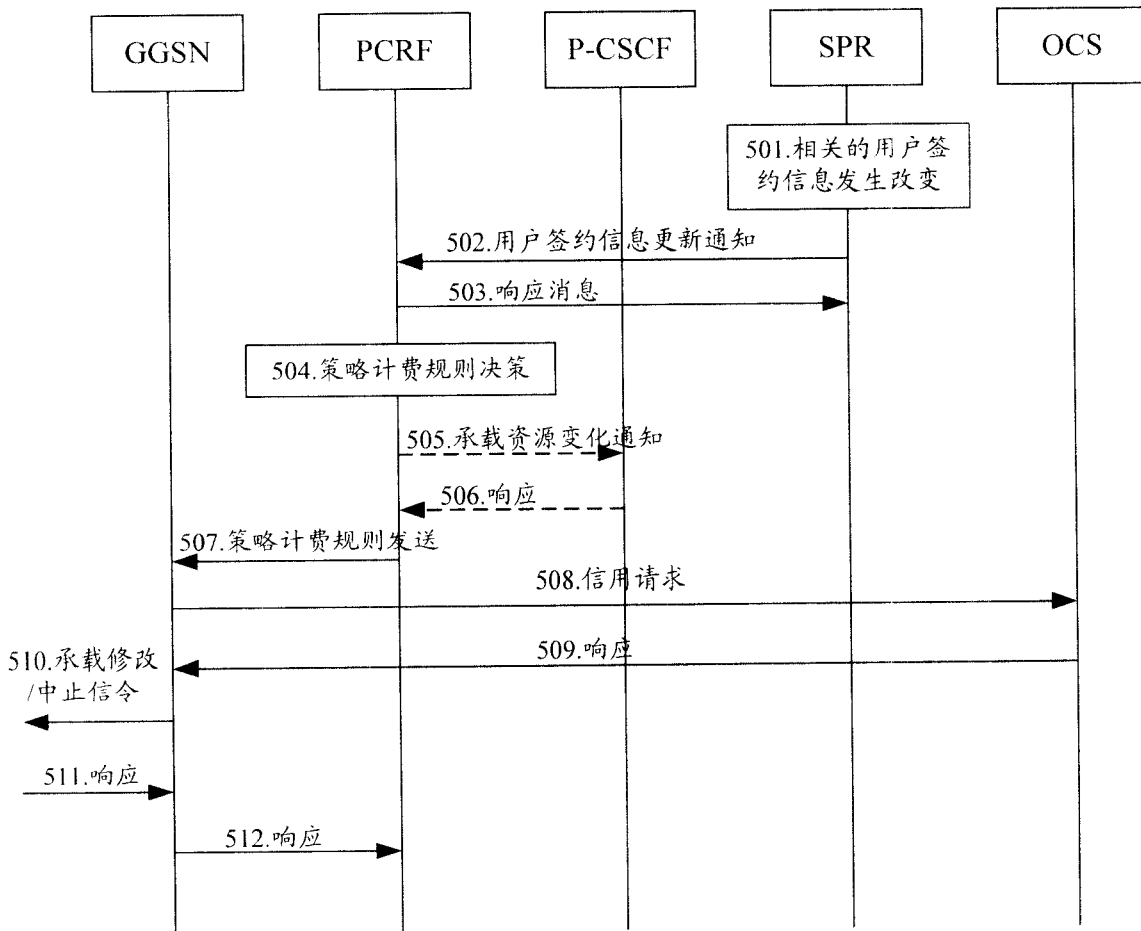 GGSN
PCRF
P-CSCF
SPR
OCS
501.相关的用户签
约信息发生改变
502.用户签约信息更新通知
503.响应消息
504.策略计费规则决策
505.承载资源变化通知
506.响应
507.策略计费规则发送
508.信用请求
509.响应
510.承载修改
/中止信令
511.响应
512.响应